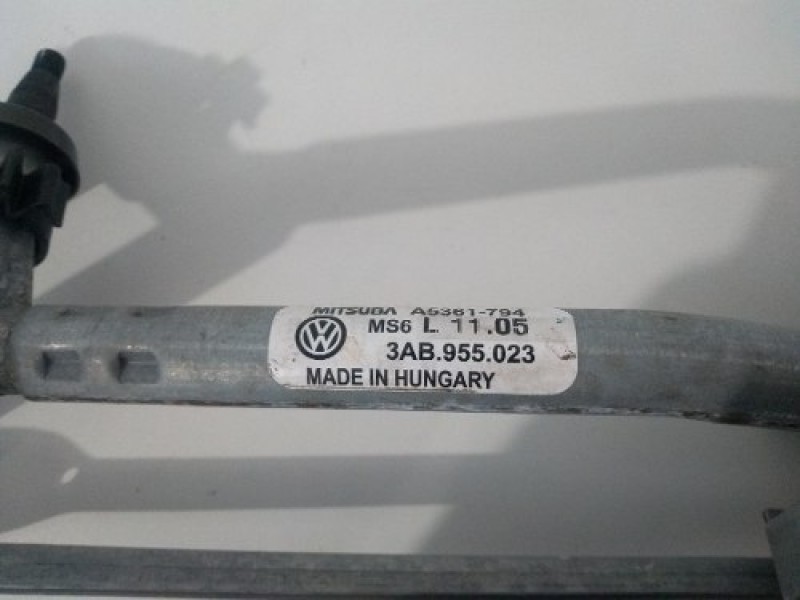 MITSUBA A5361-794
MS6 L 11.05
3AB.955.023
MADE IN HUNGARY